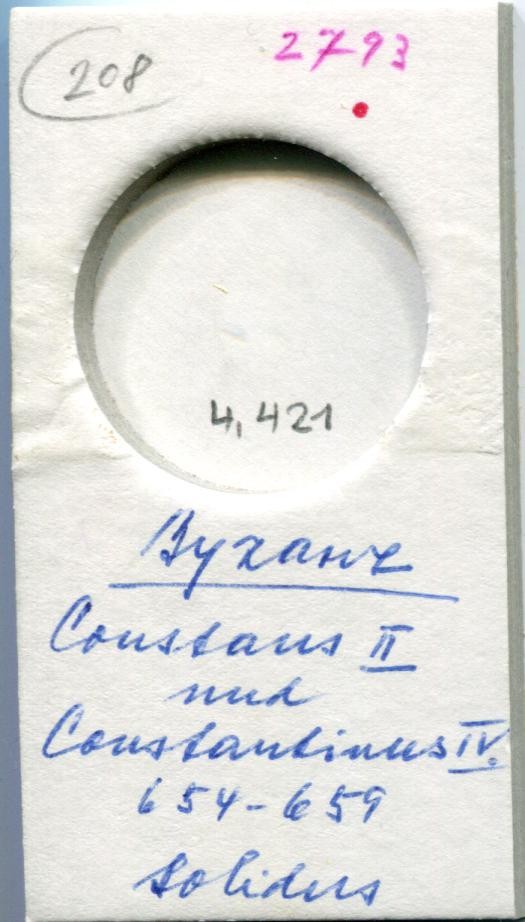 208
2793
4,421
Byzanz
Constans II
und
Constantinus IV.
654-659
Solidus